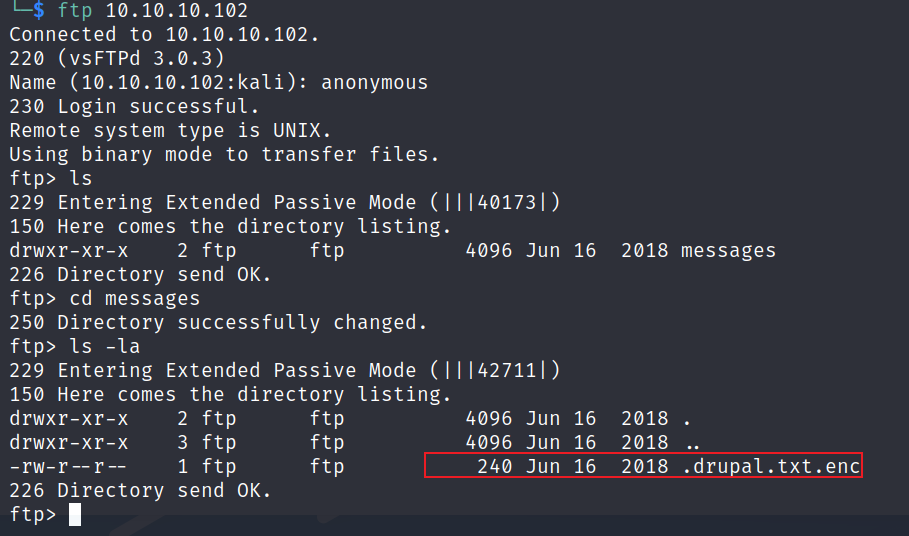 └─$ ftp 10.10.10.102
Connected to 10.10.10.102.
220 (vsFTPd 3.0.3)
Name (10.10.10.102:kali): anonymous
230 Login successful.
Remote system type is UNIX.
Using binary mode to transfer files.
ftp> ls
229 Entering Extended Passive Mode (|||40173|)
150 Here comes the directory listing.
drwxr-xr-x    2 ftp      ftp          4096 Jun 16  2018 messages
226 Directory send OK.
ftp> cd messages
250 Directory successfully changed.
ftp> ls -la
229 Entering Extended Passive Mode (|||42711|)
150 Here comes the directory listing.
drwxr-xr-x    2 ftp      ftp          4096 Jun 16  2018 .
drwxr-xr-x    3 ftp      ftp          4096 Jun 16  2018 ..
-rw-r--r--    1 ftp      ftp           240 Jun 16  2018 .drupal.txt.enc
226 Directory send OK.
ftp>